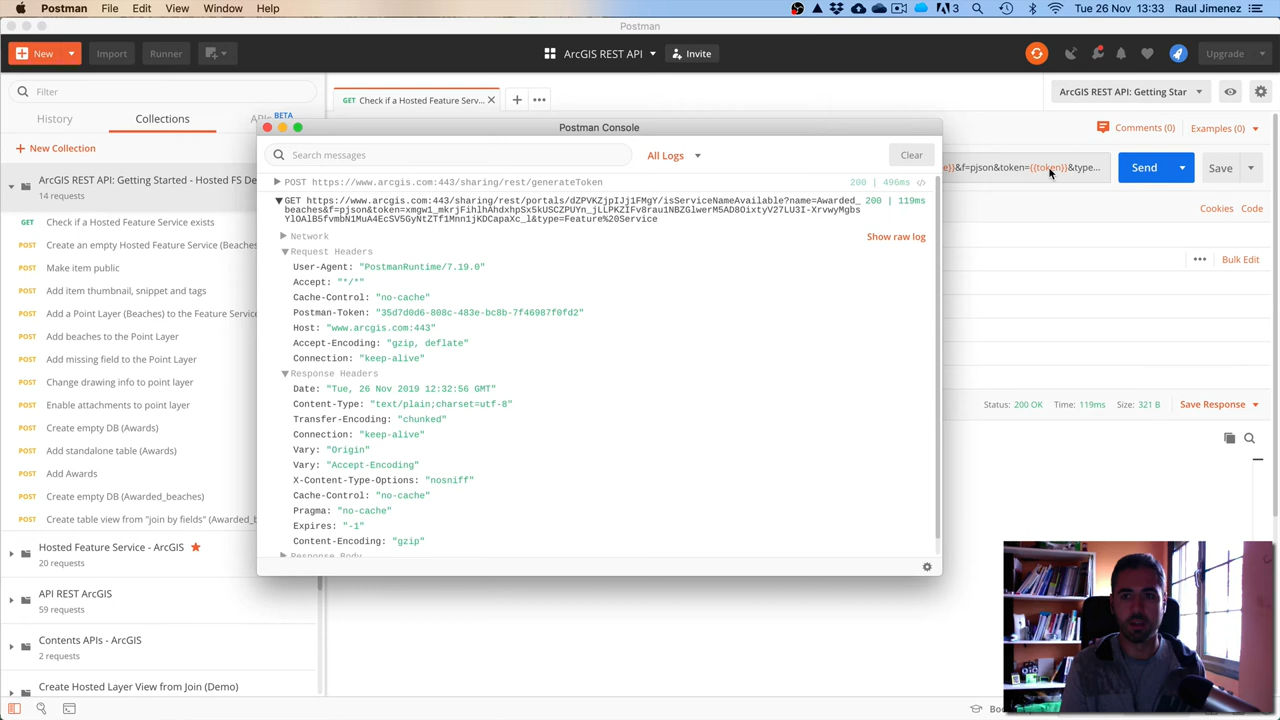 Postman File Edit View Window Help
3 Tue 26 Nov 13:33 Raul Jimenez
Postman
New Import Runner
ArcGIS REST API Invite
Upgrade
Filter
History Collections BETA
New Collection
ArcGIS REST API: Getting Started - Hosted FS De
14 requests
GET Check if a Hosted Feature Service exists
POST Create an empty Hosted Feature Service (Beaches
POST Make item public
POST Add item thumbnail, snippet and tags
POST Add a Point Layer (Beaches) to the Feature Service
POST Add beaches to the Point Layer
POST Add missing field to the Point Layer
POST Change drawing info to point layer
POST Enable attachments to point layer
POST Create empty DB (Awards)
POST Add standalone table (Awards)
POST Add Awards
POST Create empty DB (Awarded_beaches)
POST Create table view from "join by fields" (Awarded_b
Hosted Feature Service - ArcGIS
20 requests
API REST ArcGIS
59 requests
Contents APIs - ArcGIS
2 requests
Create Hosted Layer View from Join (Demo)
GET Check if a Hosted Feature Serv...
ArcGIS REST API: Getting Star
Comments (0) Examples (0)
&f=pjson&token={{token}}&type... Send Save
Cookies Code
Bulk Edit
Status: 200 OK Time: 119ms Size: 321 B Save Response
Postman Console
Search messages All Logs Clear
POST https://www.arcgis.com:443/sharing/rest/generateToken 200 | 496ms
200 | 119ms
Network Show raw log
Request Headers
User-Agent: "PostmanRuntime/7.19.0"
Accept: "*/*"
Cache-Control: "no-cache"
Postman-Token: "35d7d0d6-808c-483e-bc8b-7f46987f0fd2"
Host: "www.arcgis.com:443"
Accept-Encoding: "gzip, deflate"
Connection: "keep-alive"
Response Headers
Date: "Tue, 26 Nov 2019 12:32:56 GMT"
Content-Type: "text/plain;charset=utf-8"
Transfer-Encoding: "chunked"
Connection: "keep-alive"
Vary: "Origin"
Vary: "Accept-Encoding"
X-Content-Type-Options: "nosniff"
Cache-Control: "no-cache"
Pragma: "no-cache"
Expires: "-1"
Content-Encoding: "gzip"
Response Body